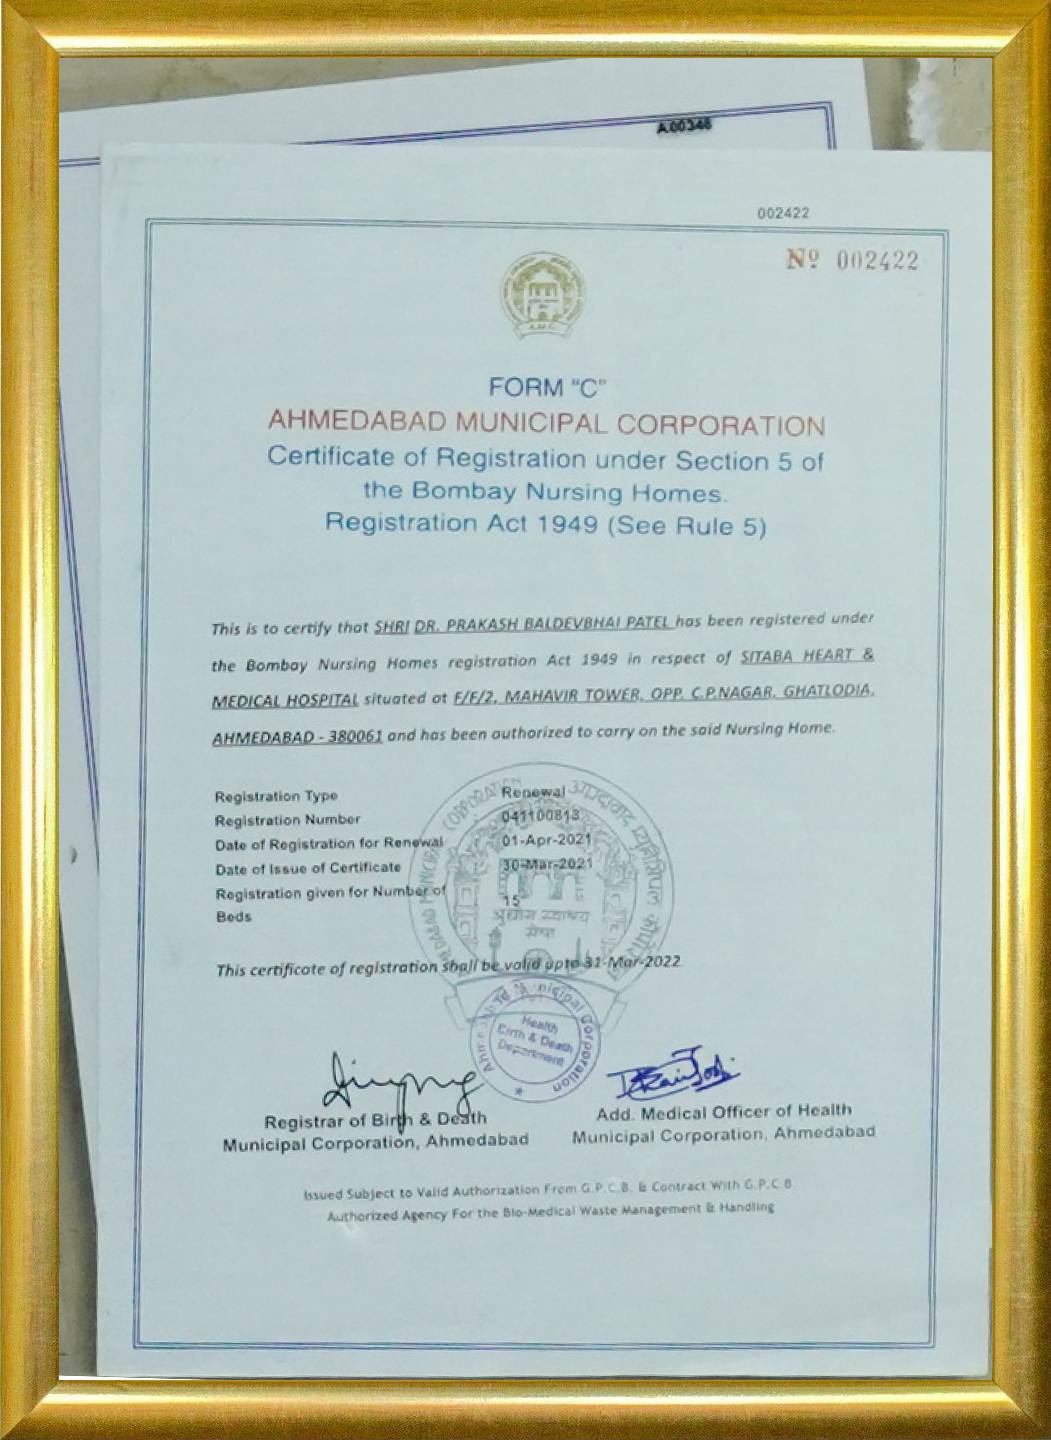 A00348
002422
Nº 002422
A.M.C.
FORM "C"
AHMEDABAD MUNICIPAL CORPORATION
Certificate of Registration under Section 5 of
the Bombay Nursing Homes.
Registration Act 1949 (See Rule 5)
This is to certify that SHRI DR. PRAKASH BALDEVBHAI PATEL has been registered under
the Bombay Nursing Homes registration Act 1949 in respect of SITABA HEART &
MEDICAL HOSPITAL situated at F/F/2, MAHAVIR TOWER, OPP. C.P.NAGAR, GHATLODIA,
AHMEDABAD - 380061 and has been authorized to carry on the said Nursing Home.
Registration Type Renewal
Registration Number 041100813
Date of Registration for Renewal 01-Apr-2021
Date of Issue of Certificate 30-Mar-2021
Registration given for Number of 15
Beds
This certificate of registration shall be valid upto 31-Mar-2022
AHMEDABAD MUNICIPAL CORPORATION
Ahmedabad Municipal Corporation
Health
Birth & Death
Department
Registrar of Birth & Death
Municipal Corporation, Ahmedabad
Add. Medical Officer of Health
Municipal Corporation, Ahmedabad
Issued Subject to Valid Authorization From G.P.C.B. & Contract With G.P.C.B.
Authorized Agency For the Bio-Medical Waste Management & Handling